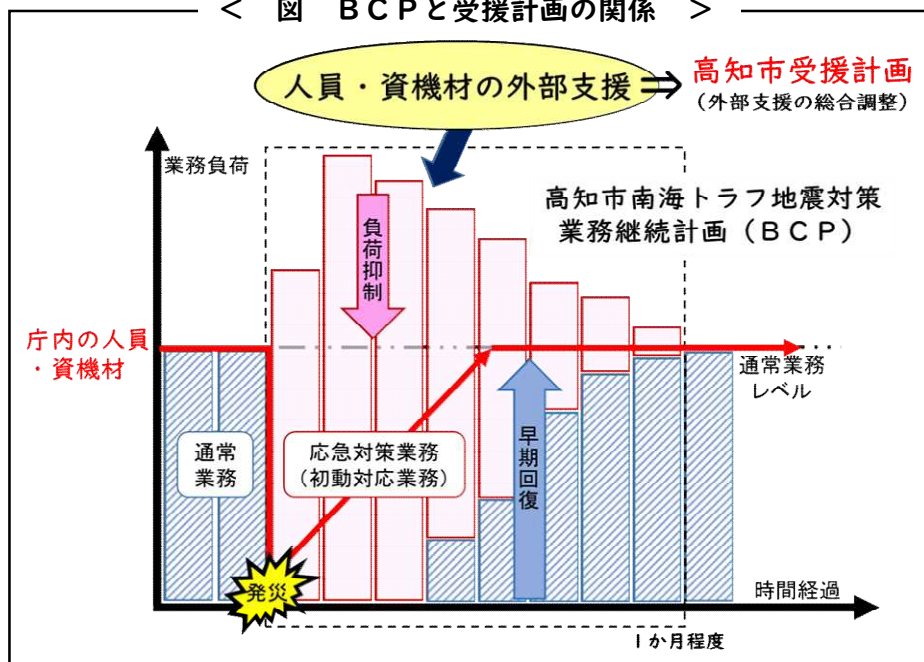 ＜　図　ＢＣＰと受援計画の関係　＞
人員・資機材の外部支援
⇒
高知市受援計画
（外部支援の総合調整）
業務負荷
高知市南海トラフ地震対策
業務継続計画（ＢＣＰ）
負荷抑制
庁内の人員
・資機材
通常業務
レベル
通常
業務
応急対策業務
（初動対応業務）
早期回復
発災
時間経過
１か月程度